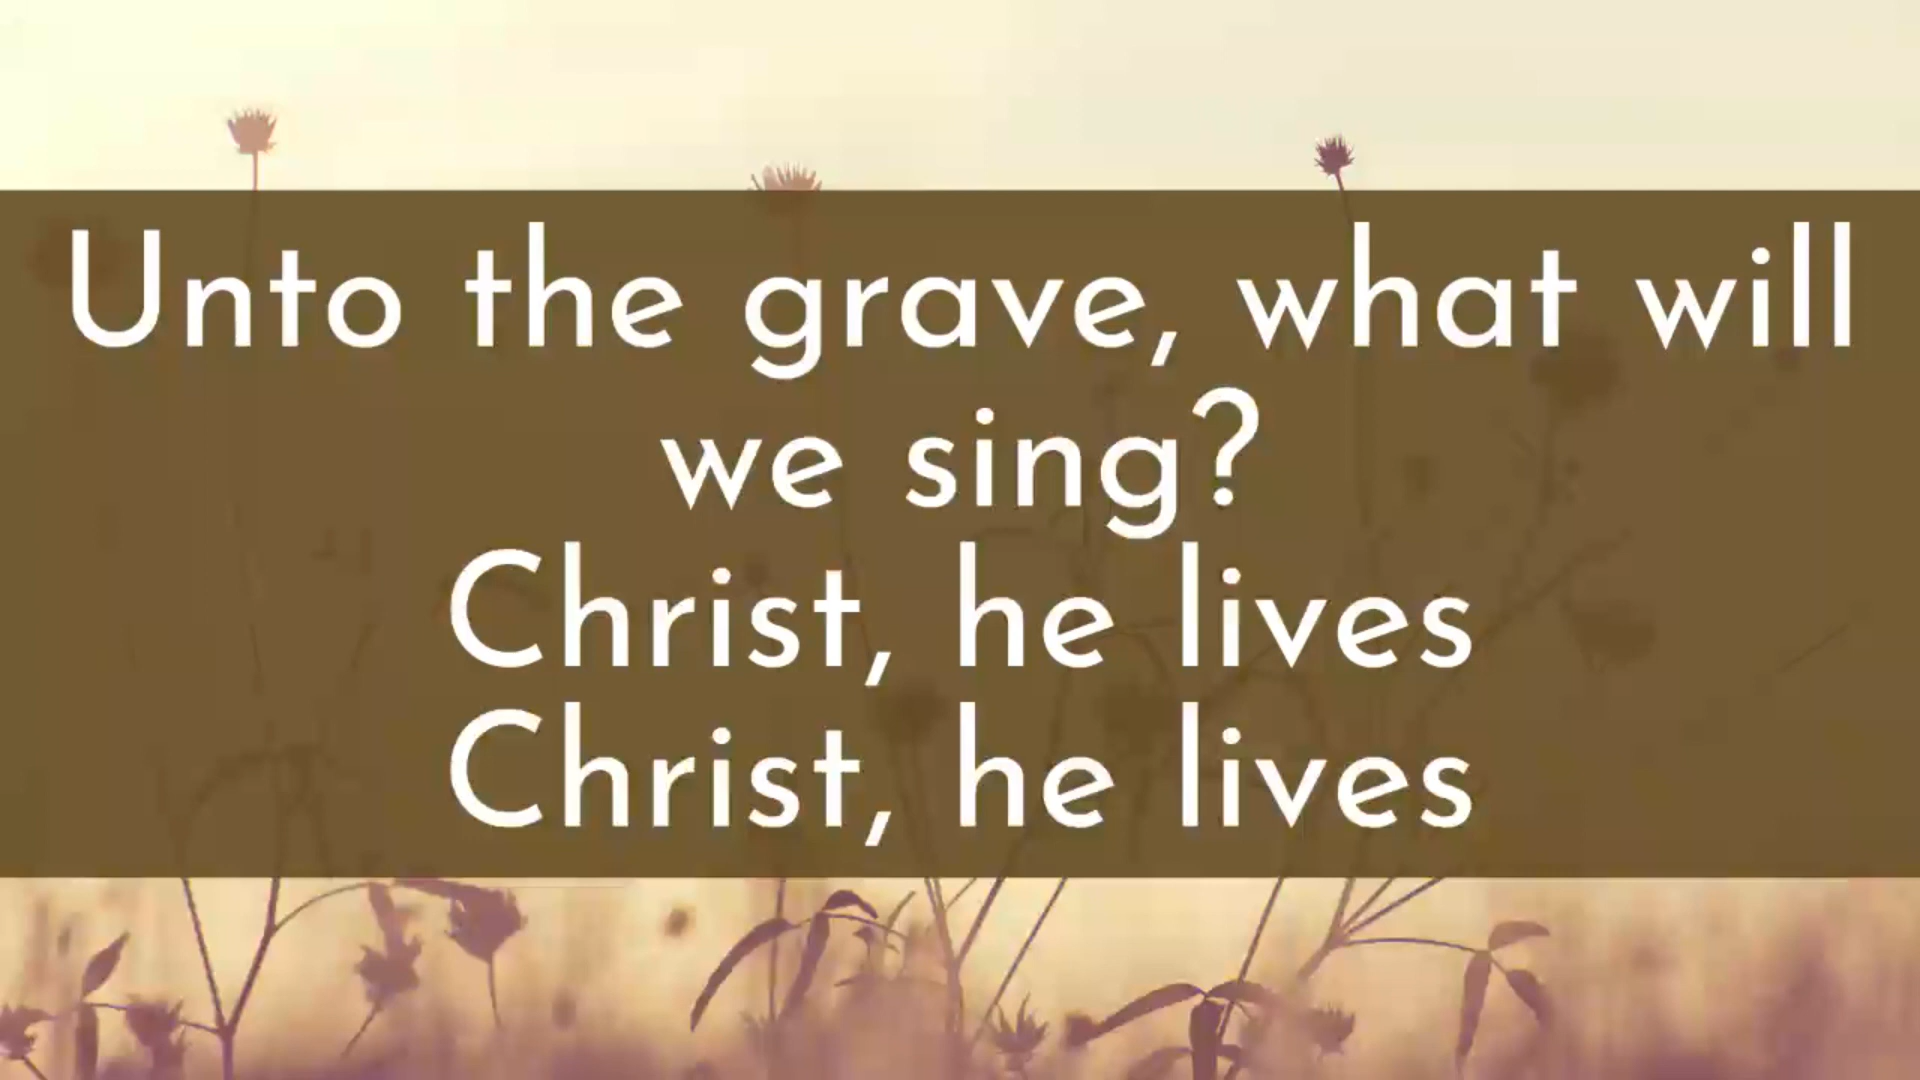 Unto the grave, what will
we sing?
Christ, he lives
Christ, he lives